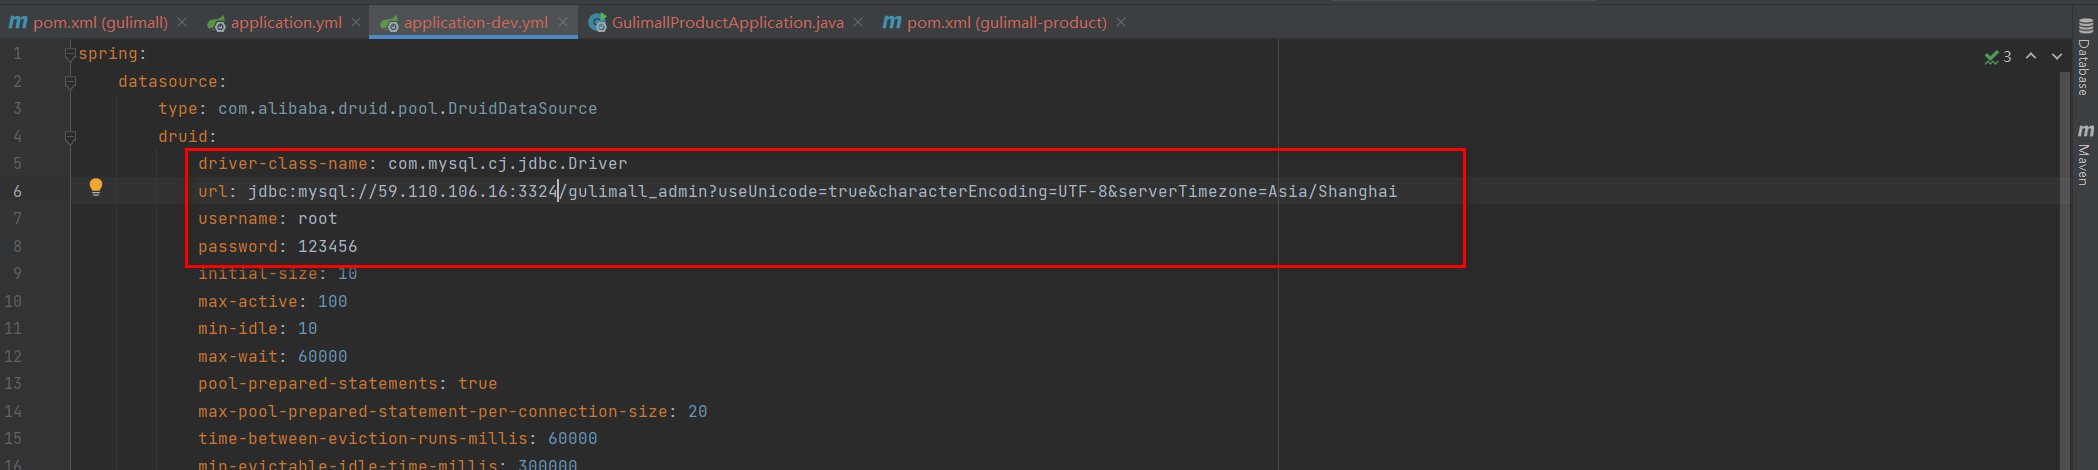 pom.xml (gulimall) application.yml application-dev.yml GulimallProductApplication.java pom.xml (gulimall-product)
1 spring:
2 datasource:
3 type: com.alibaba.druid.pool.DruidDataSource
4 druid:
5 driver-class-name: com.mysql.cj.jdbc.Driver
6 url: jdbc:mysql://59.110.106.16:3324/gulimall_admin?useUnicode=true&characterEncoding=UTF-8&serverTimezone=Asia/Shanghai
7 username: root
8 password: 123456
9 initial-size: 10
10 max-active: 100
11 min-idle: 10
12 max-wait: 60000
13 pool-prepared-statements: true
14 max-pool-prepared-statement-per-connection-size: 20
15 time-between-eviction-runs-millis: 60000
16 min-evictable-idle-time-millis: 300000
3
Database
Maven